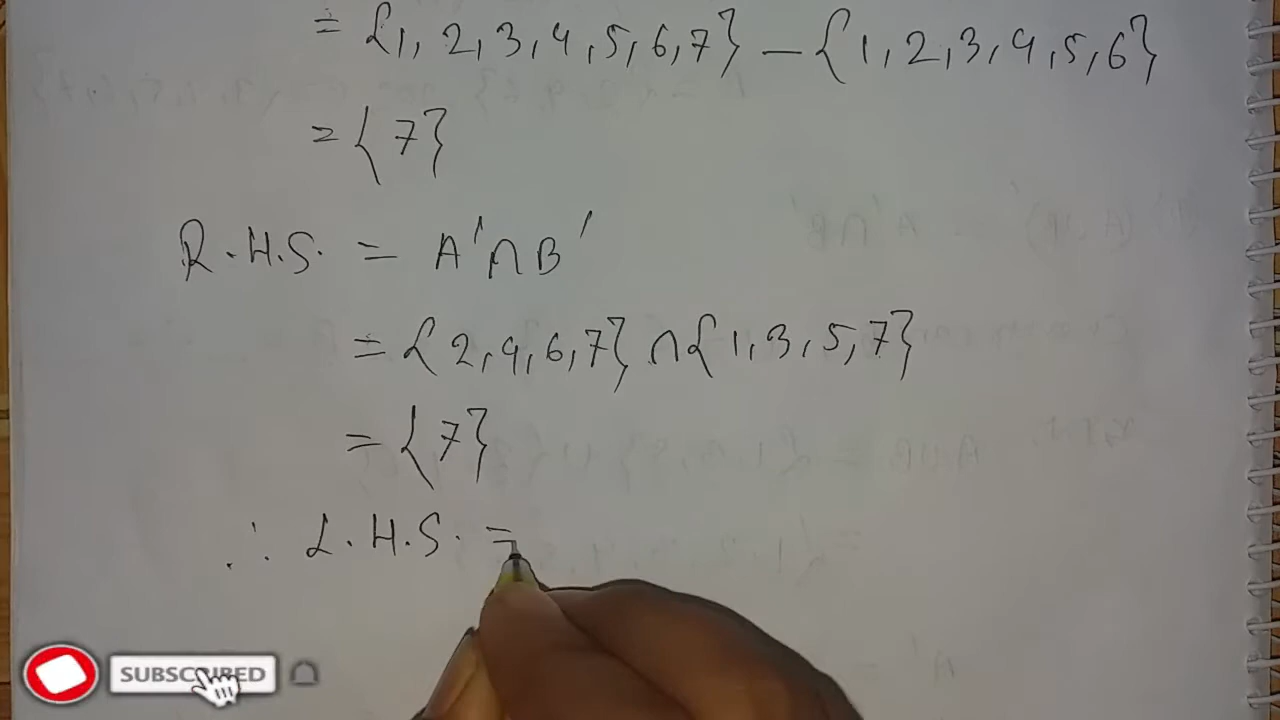 = {1, 2, 3, 4, 5, 6, 7} – {1, 2, 3, 4, 5, 6}
= {7}
R.H.S. = A'∩B'
= {2, 4, 6, 7} ∩ {1, 3, 5, 7}
= {7}
∴ L.H.S. =
SUBSCRIBED